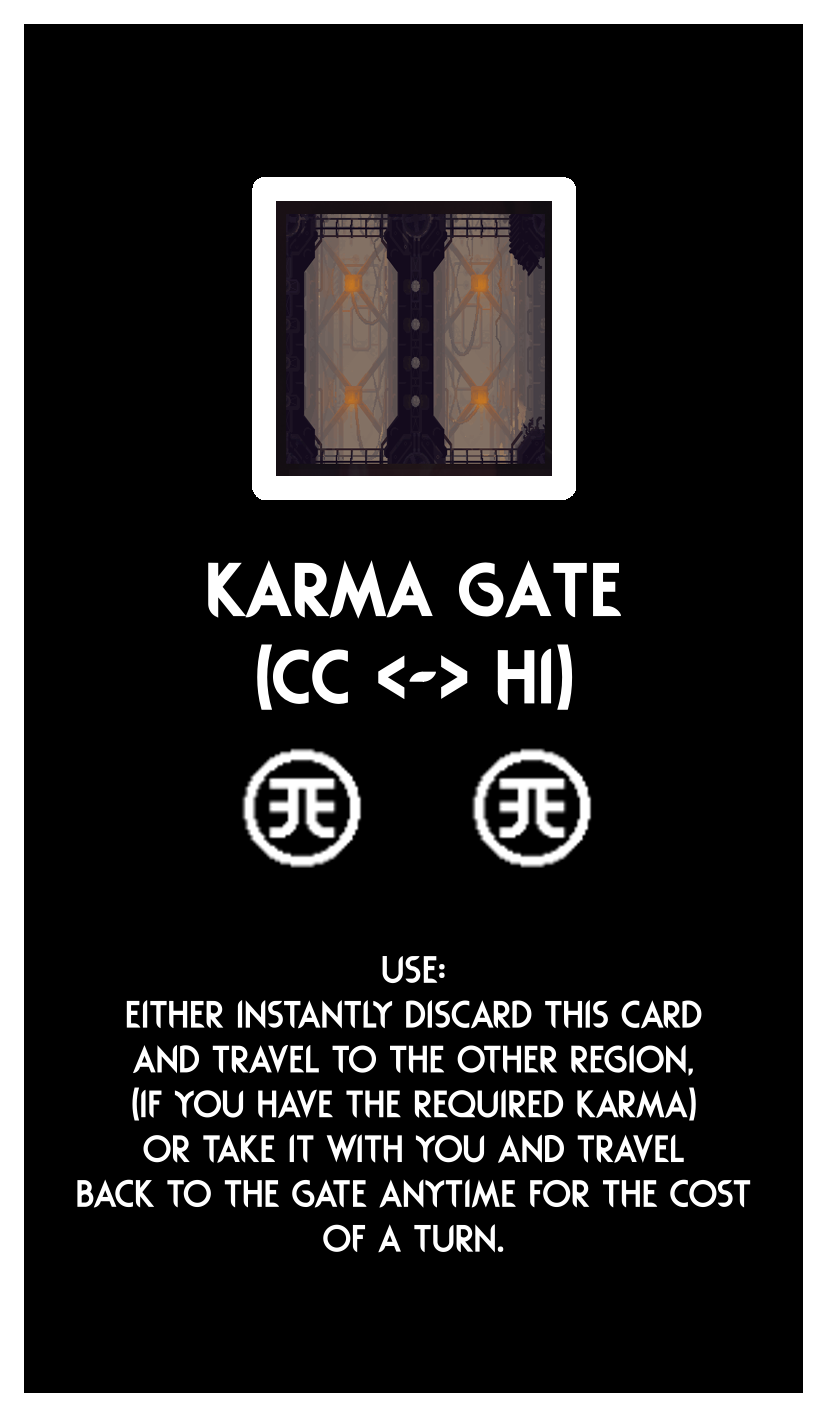 KARMA GATE
(CC <-> HI)
USE:
EITHER INSTANTLY DISCARD THIS CARD
AND TRAVEL TO THE OTHER REGION,
(IF YOU HAVE THE REQUIRED KARMA)
OR TAKE IT WITH YOU AND TRAVEL
BACK TO THE GATE ANYTIME FOR THE COST
OF A TURN.